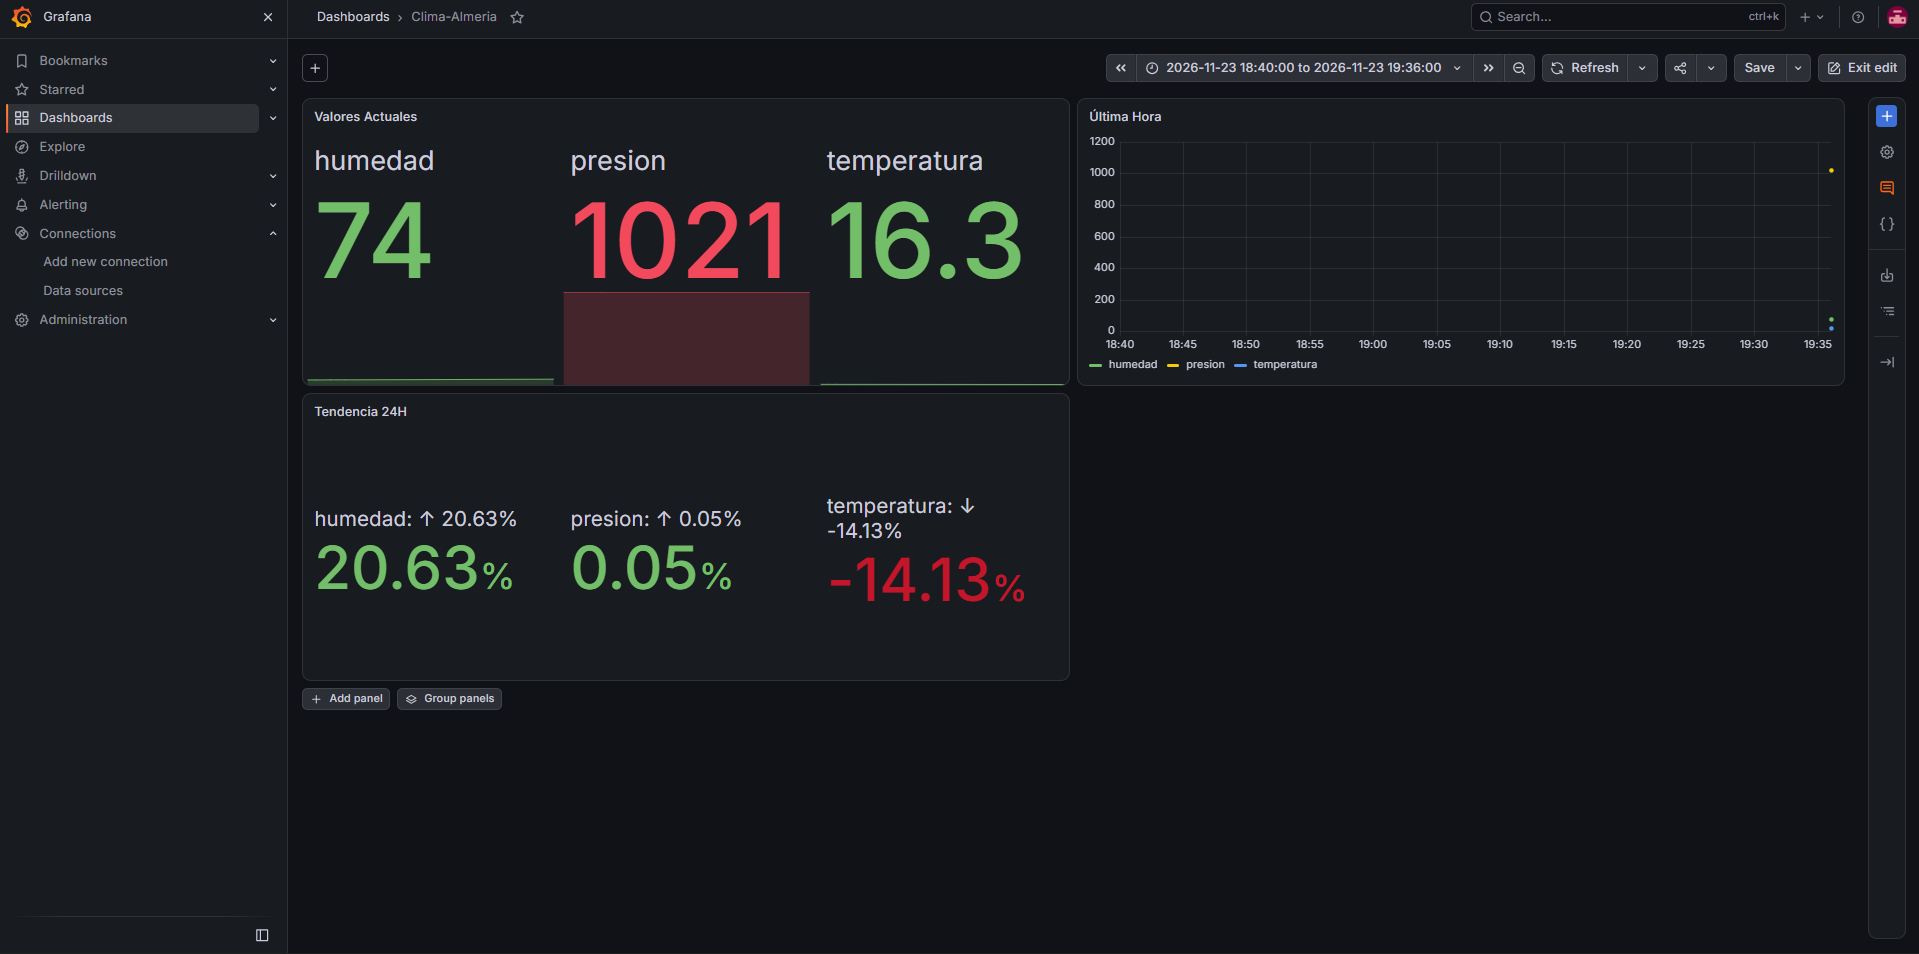 Grafana
Dashboards › Clima-Almeria
Search...
ctrl+k
Bookmarks
Starred
Dashboards
Explore
Drilldown
Alerting
Connections
Add new connection
Data sources
Administration
2026-11-23 18:40:00 to 2026-11-23 19:36:00
Refresh
Save
Exit edit
Valores Actuales
humedad
74
presion
1021
temperatura
16.3
Última Hora
1200
1000
800
600
400
200
0
18:40 18:45 18:50 18:55 19:00 19:05 19:10 19:15 19:20 19:25 19:30 19:35
humedad presion temperatura
Tendencia 24H
humedad: ↑ 20.63%
20.63%
presion: ↑ 0.05%
0.05%
temperatura: ↓
-14.13%
-14.13%
Add panel
Group panels